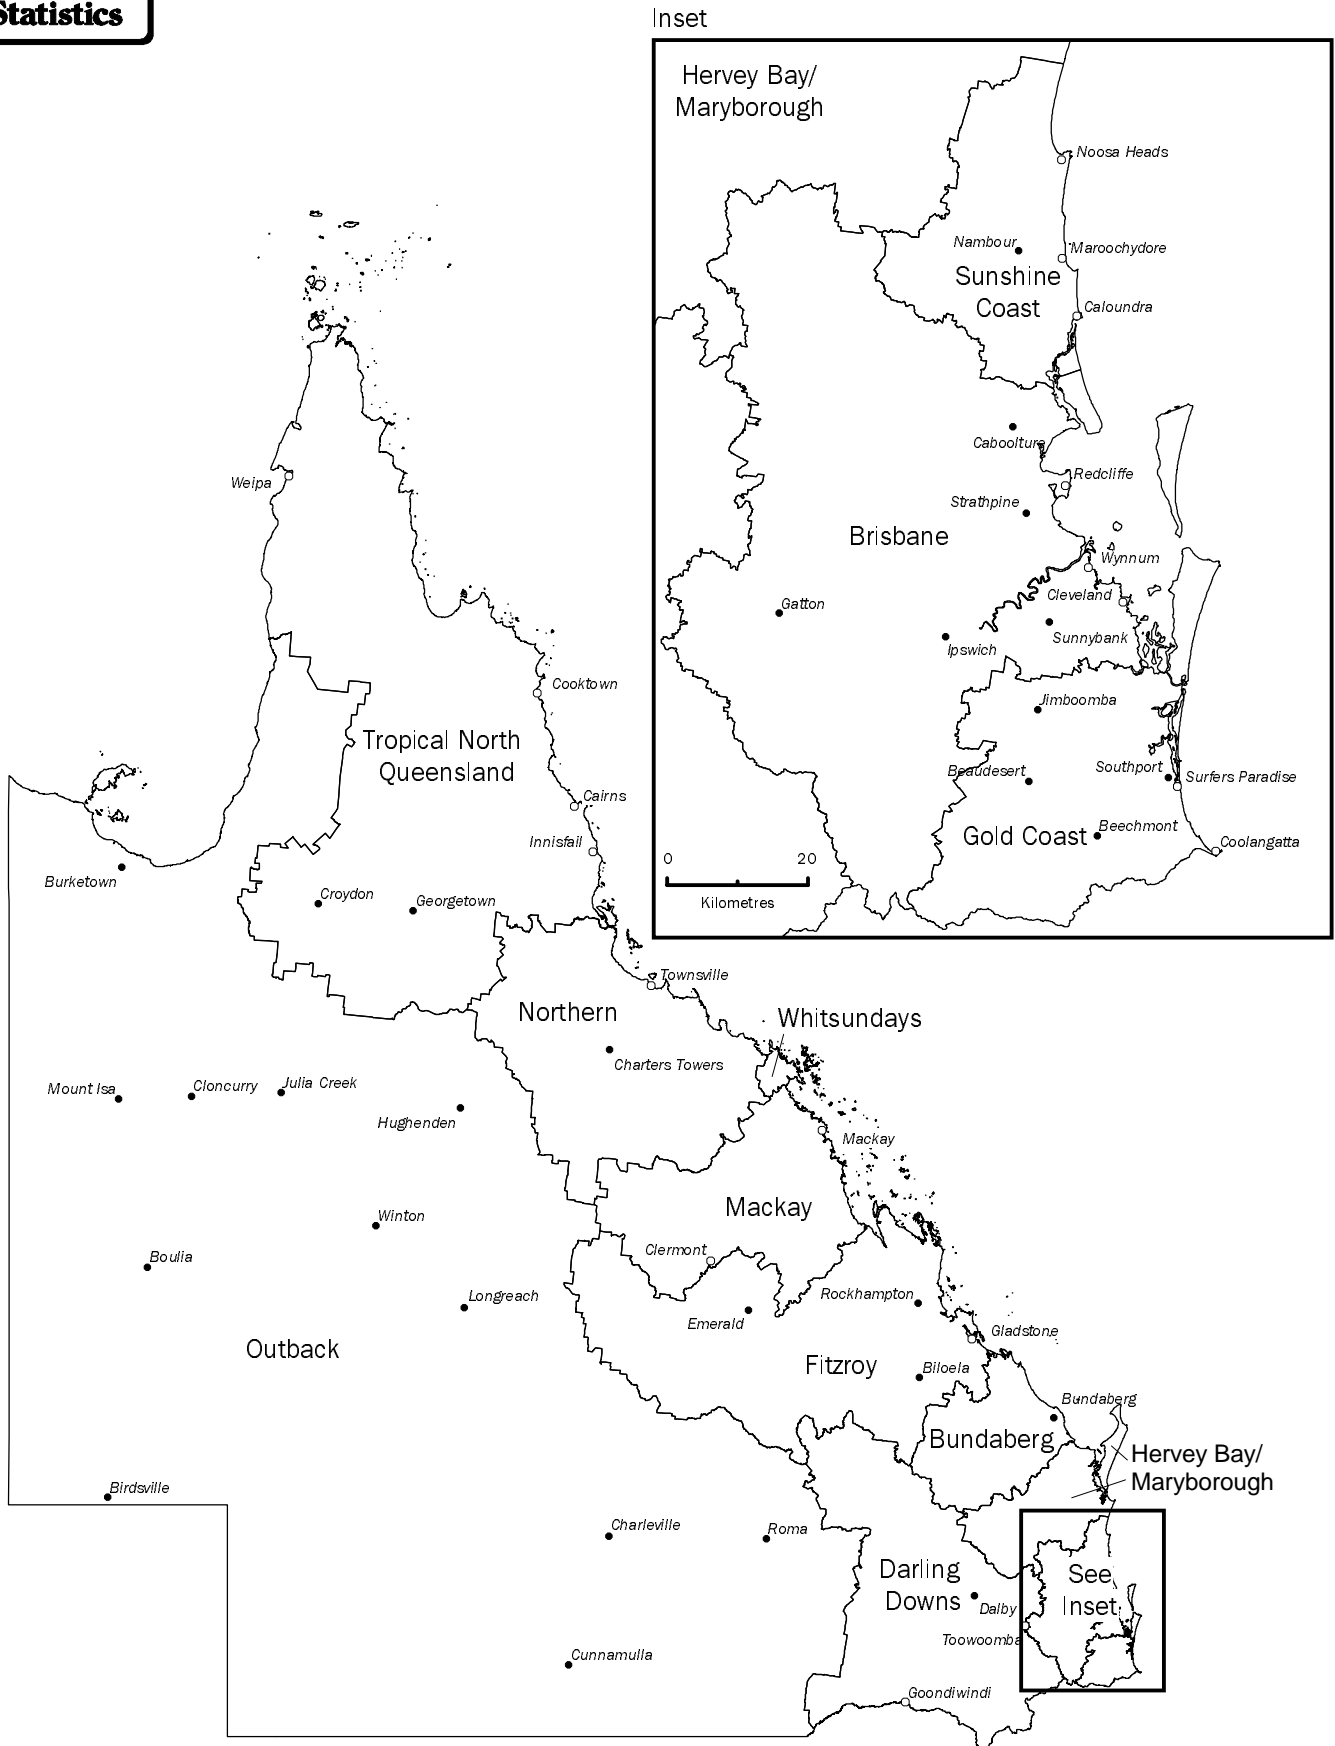 Statistics
Inset
Hervey Bay/
Maryborough
Noosa Heads
Nambour
Maroochydore
Sunshine
Coast
Caloundra
Caboolture
Redcliffe
Strathpine
Brisbane
Wynnum
Cleveland
Gatton
Sunnybank
Ipswich
Jimboomba
Beaudesert
Southport
Surfers Paradise
Gold Coast
Beechmont
Coolangatta
0 20
Kilometres
Weipa
Cooktown
Tropical North
Queensland
Cairns
Innisfail
Burketown
Croydon
Georgetown
Townsville
Northern
Whitsundays
Charters Towers
Mount Isa
Cloncurry
Julia Creek
Hughenden
Mackay
Mackay
Winton
Clermont
Boulia
Longreach
Rockhampton
Emerald
Gladstone
Outback
Fitzroy
Biloela
Bundaberg
Bundaberg
Hervey Bay/
Maryborough
Birdsville
Charleville
Roma
Darling
Downs
See
Inset
Dalby
Toowoomba
Cunnamulla
Goondiwindi